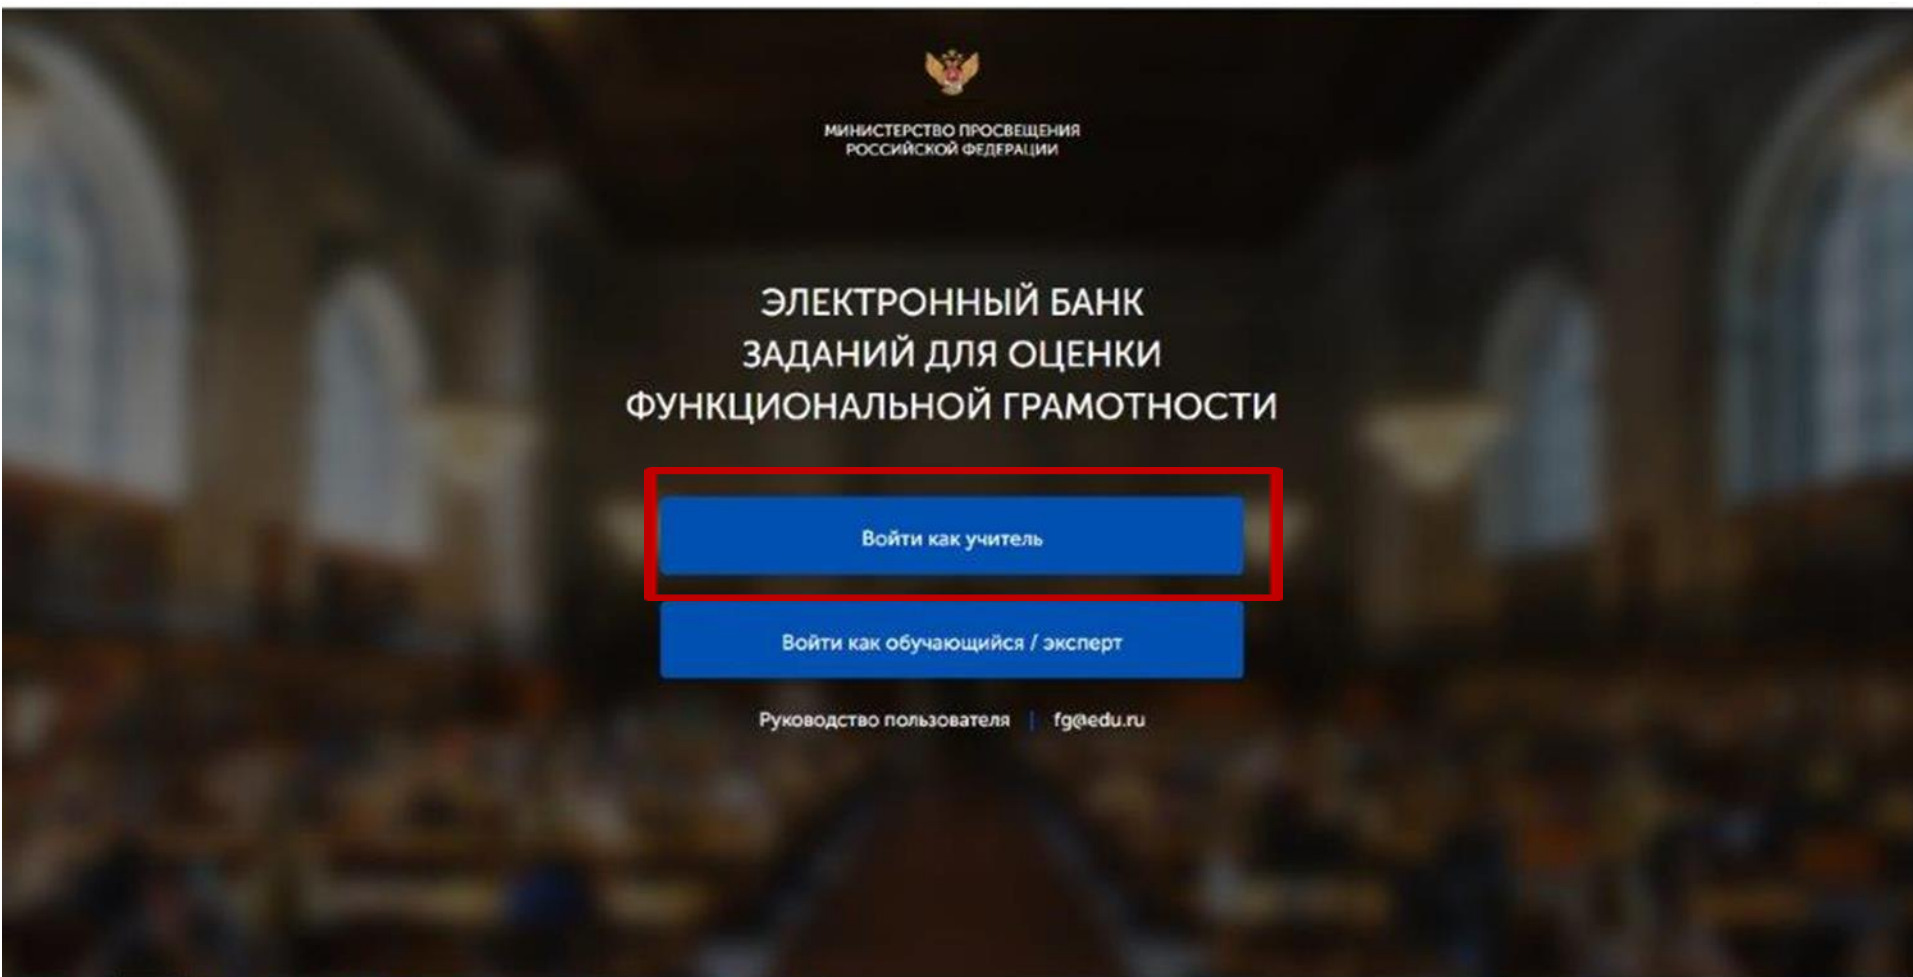 МИНИСТЕРСТВО ПРОСВЕЩЕНИЯ
РОССИЙСКОЙ ФЕДЕРАЦИИ
ЭЛЕКТРОННЫЙ БАНК
ЗАДАНИЙ ДЛЯ ОЦЕНКИ
ФУНКЦИОНАЛЬНОЙ ГРАМОТНОСТИ
Войти как учитель
Войти как обучающийся / эксперт
Руководство пользователя | fg@edu.ru